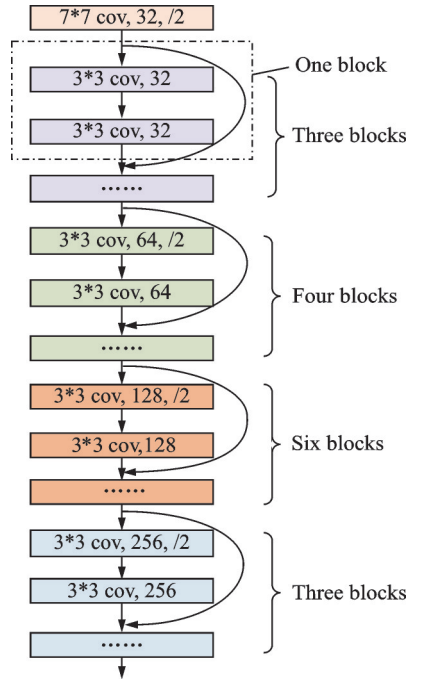 7*7 cov, 32, /2
One block
3*3 cov, 32
3*3 cov, 32
Three blocks
······
3*3 cov, 64, /2
3*3 cov, 64
Four blocks
······
3*3 cov, 128, /2
3*3 cov,128
Six blocks
······
3*3 cov, 256, /2
3*3 cov, 256
Three blocks
······